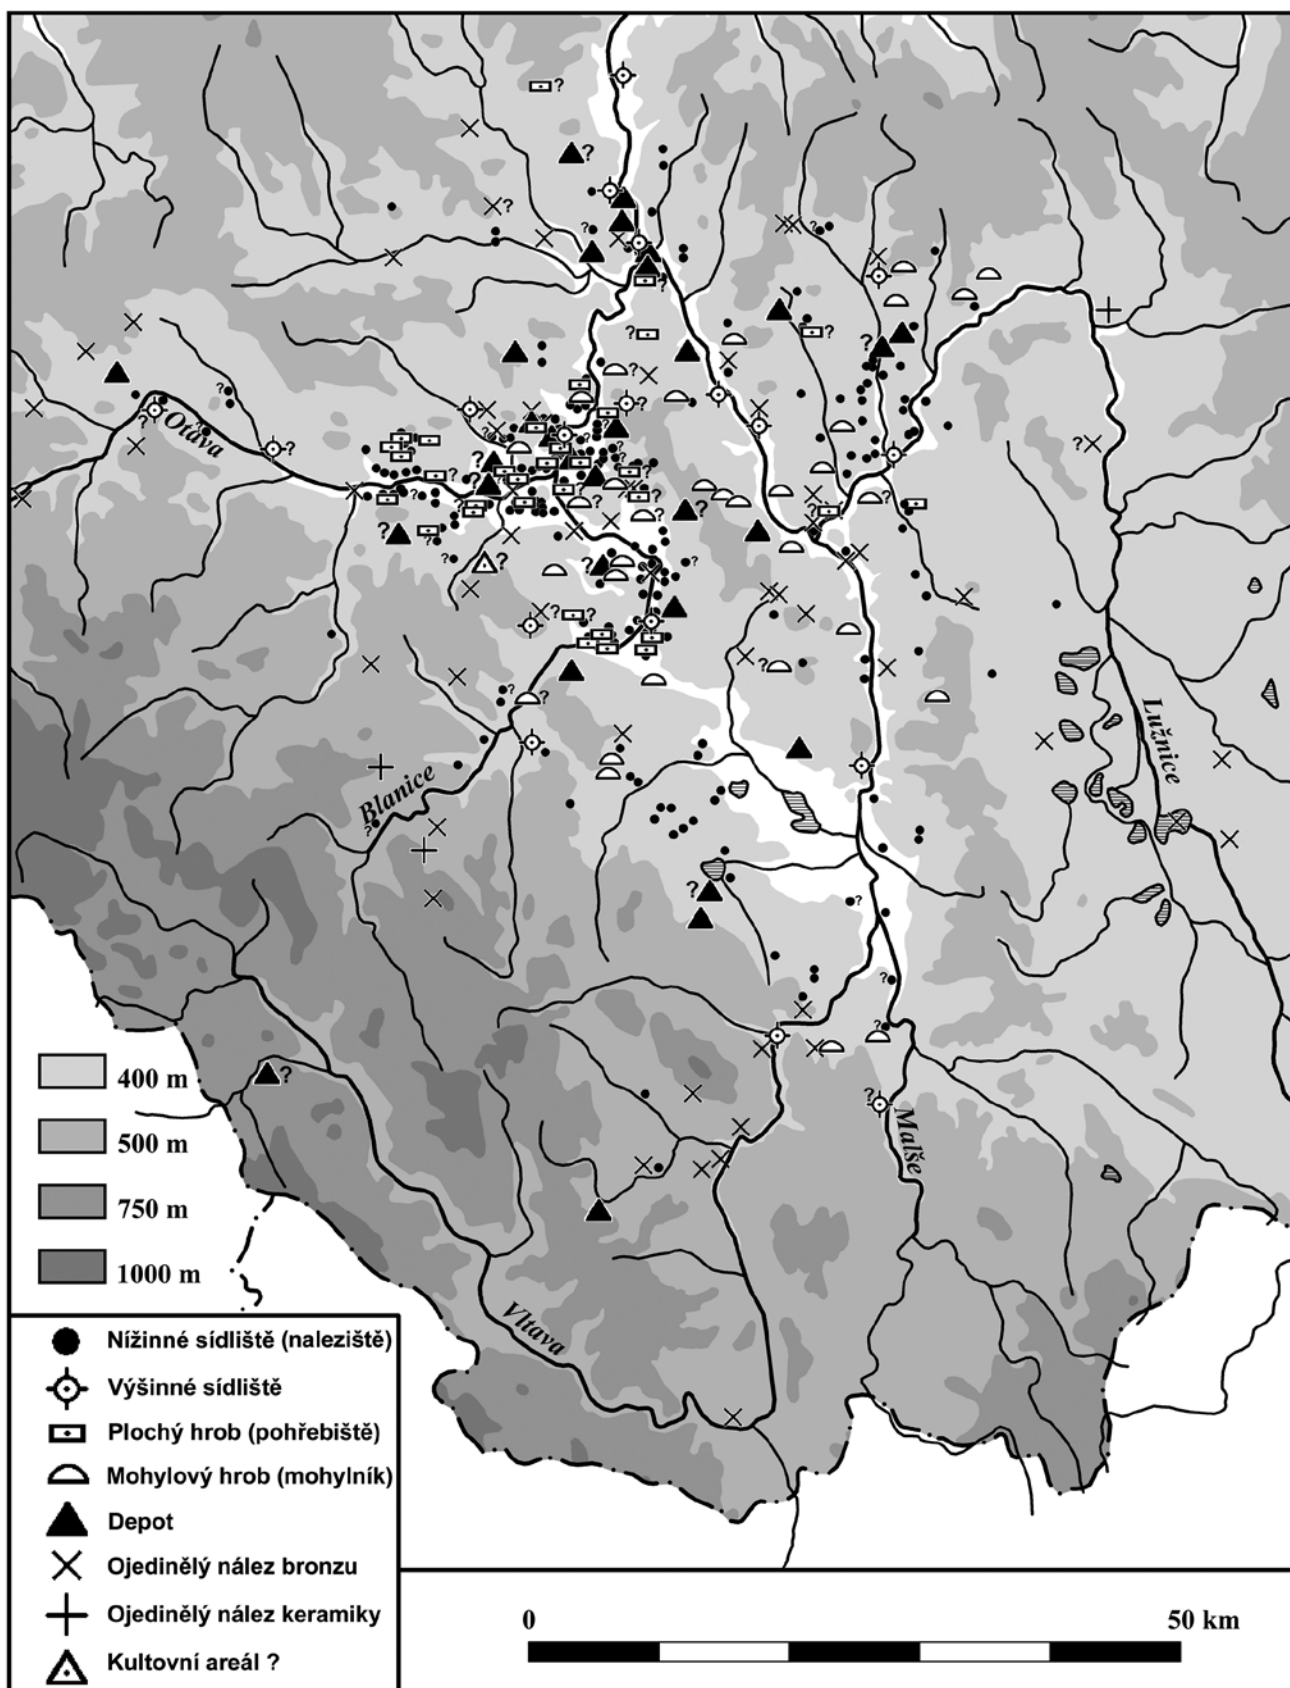 Otava
Blanice
Lužnice
Malše
Vltava
400 m
500 m
750 m
1000 m
Nížinné sídliště (naleziště)
Výšinné sídliště
Plochý hrob (pohřebiště)
Mohylový hrob (mohylník)
Depot
Ojedinělý nález bronzu
Ojedinělý nález keramiky
Kultovní areál ?
0 50 km